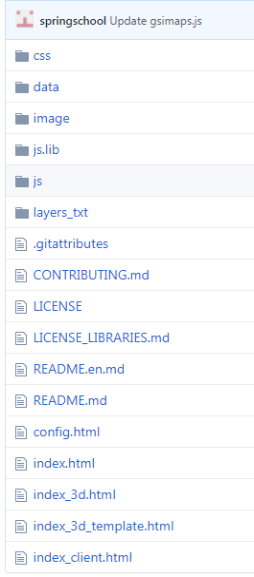 springschool Update gsimaps.js
css
data
image
js.lib
js
layers_txt
.gitattributes
CONTRIBUTING.md
LICENSE
LICENSE_LIBRARIES.md
README.en.md
README.md
config.html
index.html
index_3d.html
index_3d_template.html
index_client.html